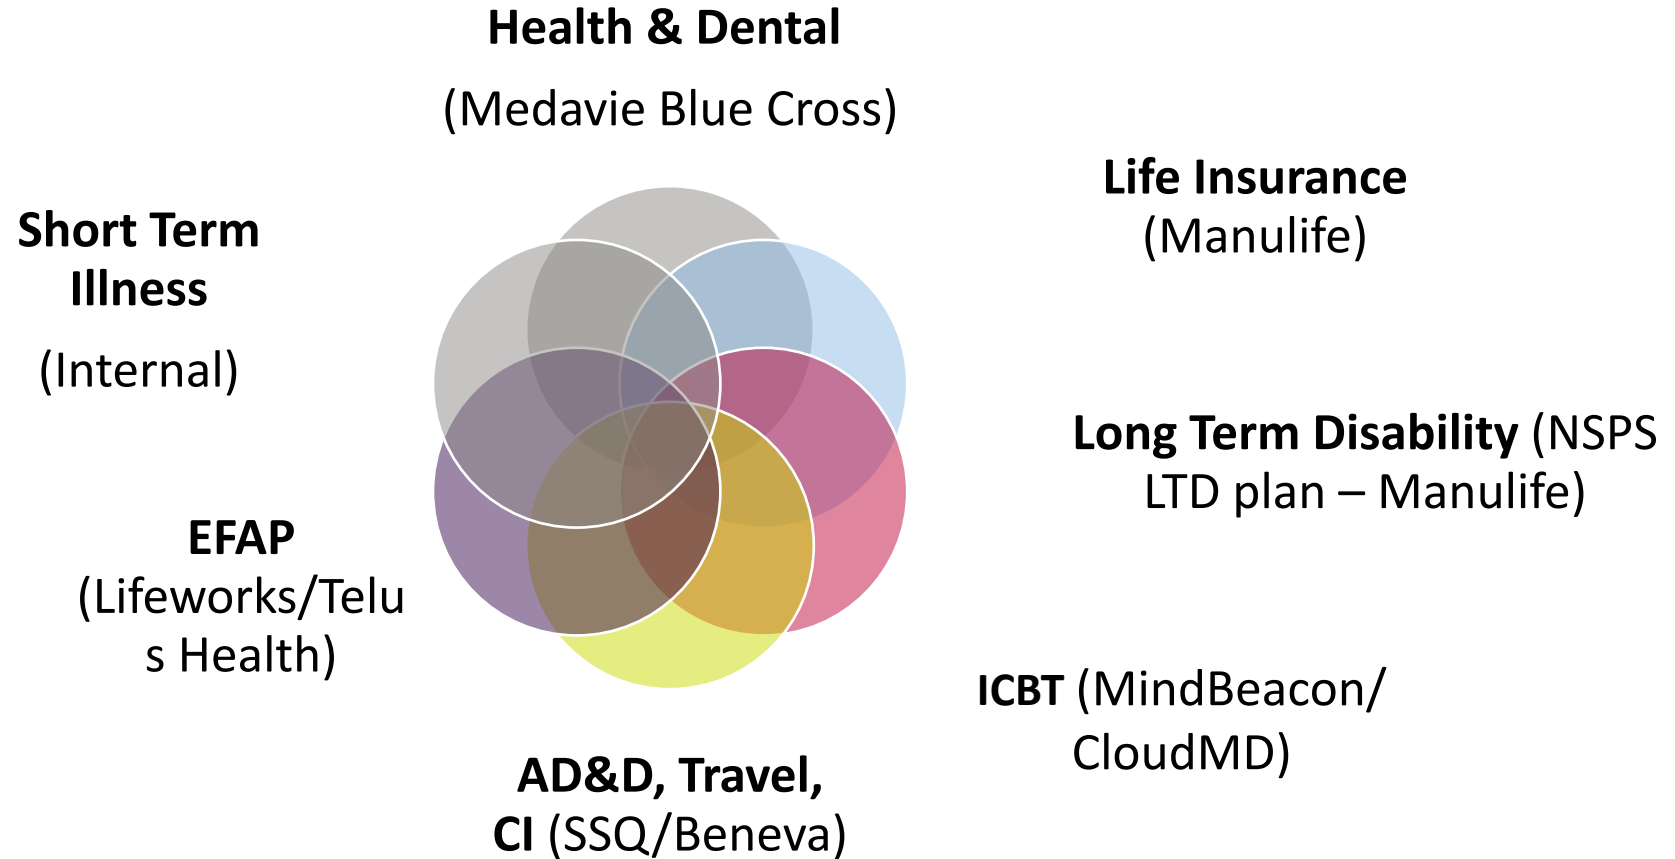 Health & Dental
(Medavie Blue Cross)
Life Insurance
(Manulife)
Short Term
Illness
(Internal)
Long Term Disability (NSPS
LTD plan – Manulife)
EFAP
(Lifeworks/Telu
s Health)
ICBT (MindBeacon/
CloudMD)
AD&D, Travel,
CI (SSQ/Beneva)